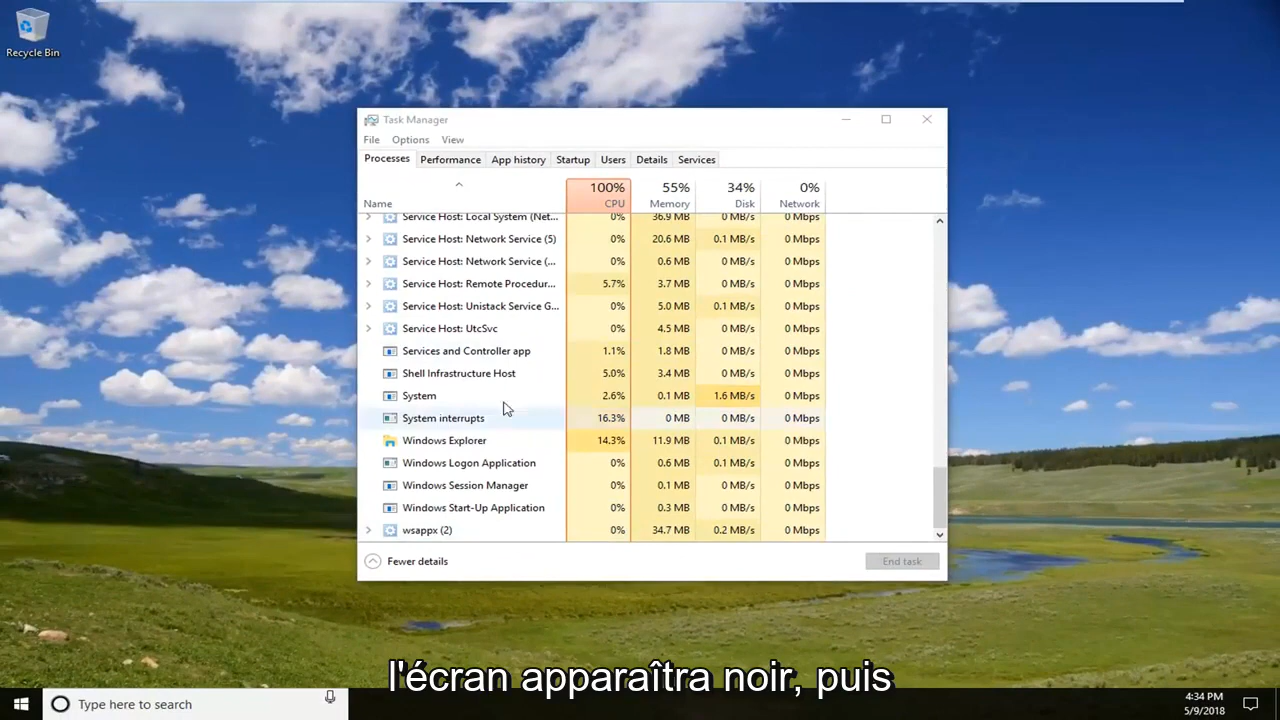 Recycle Bin
Task Manager
File Options View
Processes Performance App history Startup Users Details Services
100% 55% 34% 0%
Name CPU Memory Disk Network
Service Host: Local System (Net... 0% 36.9 MB 0 MB/s 0 Mbps
Service Host: Network Service (5) 0% 20.6 MB 0.1 MB/s 0 Mbps
Service Host: Network Service (... 0% 0.6 MB 0 MB/s 0 Mbps
Service Host: Remote Procedur... 5.7% 3.7 MB 0 MB/s 0 Mbps
Service Host: Unistack Service G... 0% 5.0 MB 0.1 MB/s 0 Mbps
Service Host: UtcSvc 0% 4.5 MB 0 MB/s 0 Mbps
Services and Controller app 1.1% 1.8 MB 0 MB/s 0 Mbps
Shell Infrastructure Host 5.0% 3.4 MB 0 MB/s 0 Mbps
System 2.6% 0.1 MB 1.6 MB/s 0 Mbps
System interrupts 16.3% 0 MB 0 MB/s 0 Mbps
Windows Explorer 14.3% 11.9 MB 0.1 MB/s 0 Mbps
Windows Logon Application 0% 0.6 MB 0 MB/s 0 Mbps
Windows Session Manager 0% 0.1 MB 0 MB/s 0 Mbps
Windows Start-Up Application 0% 0.3 MB 0 MB/s 0 Mbps
wsappx (2) 0% 34.7 MB 0.2 MB/s 0 Mbps
Fewer details End task
l'écran apparaîtra noir, puis
Type here to search
4:34 PM
5/9/2018